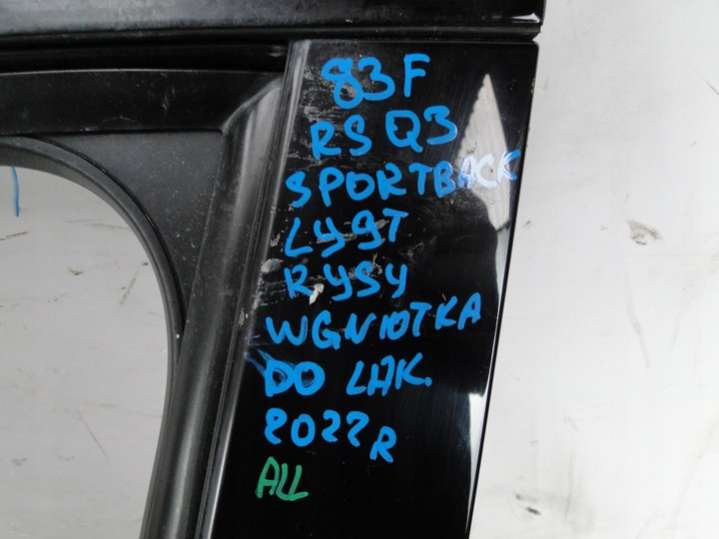 83F
RS Q3
SPORTBACK
LY9T
RYSY
WGNIOTKA
DO LAK.
2022R
ALL